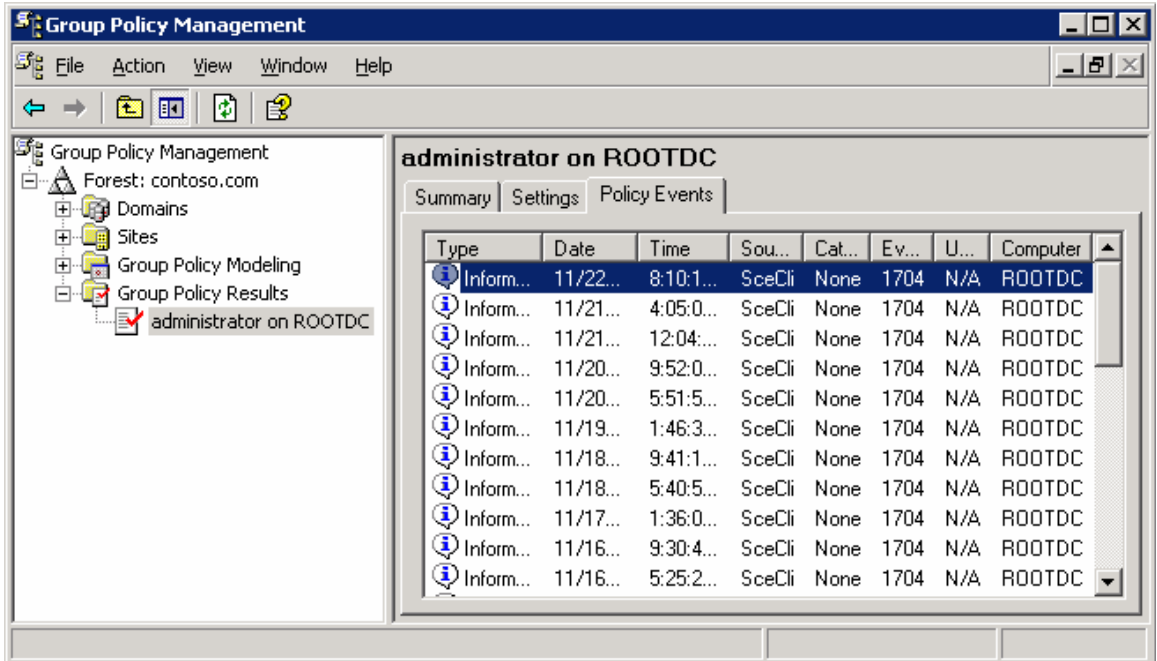 Group Policy Management
File Action View Window Help
Group Policy Management
Forest: contoso.com
Domains
Sites
Group Policy Modeling
Group Policy Results
administrator on ROOTDC
administrator on ROOTDC
Summary Settings Policy Events
Type Date Time Sou... Cat... Ev... U... Computer
Inform... 11/22... 8:10:1... SceCli None 1704 N/A ROOTDC
Inform... 11/21... 4:05:0... SceCli None 1704 N/A ROOTDC
Inform... 11/21... 12:04:... SceCli None 1704 N/A ROOTDC
Inform... 11/20... 9:52:0... SceCli None 1704 N/A ROOTDC
Inform... 11/20... 5:51:5... SceCli None 1704 N/A ROOTDC
Inform... 11/19... 1:46:3... SceCli None 1704 N/A ROOTDC
Inform... 11/18... 9:41:1... SceCli None 1704 N/A ROOTDC
Inform... 11/18... 5:40:5... SceCli None 1704 N/A ROOTDC
Inform... 11/17... 1:36:0... SceCli None 1704 N/A ROOTDC
Inform... 11/16... 9:30:4... SceCli None 1704 N/A ROOTDC
Inform... 11/16... 5:25:2... SceCli None 1704 N/A ROOTDC